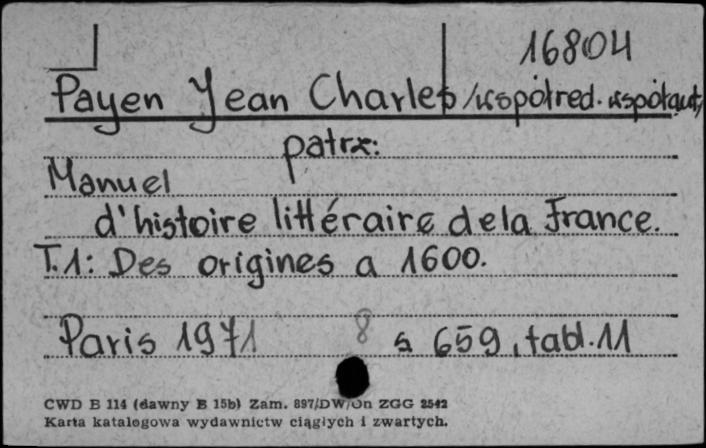 16804
Payen Jean Charles /współred. współaut/
patrz:
Manuel
d'histoire littéraire de la France.
T.1: Des origines a 1600.
Paris 1971 8 s 659, tabl. 11
CWD B 114 (dawny B 15b) Zam. 897/DW/On ZGG 2542
Karta katalogowa wydawnictw ciągłych i zwartych.